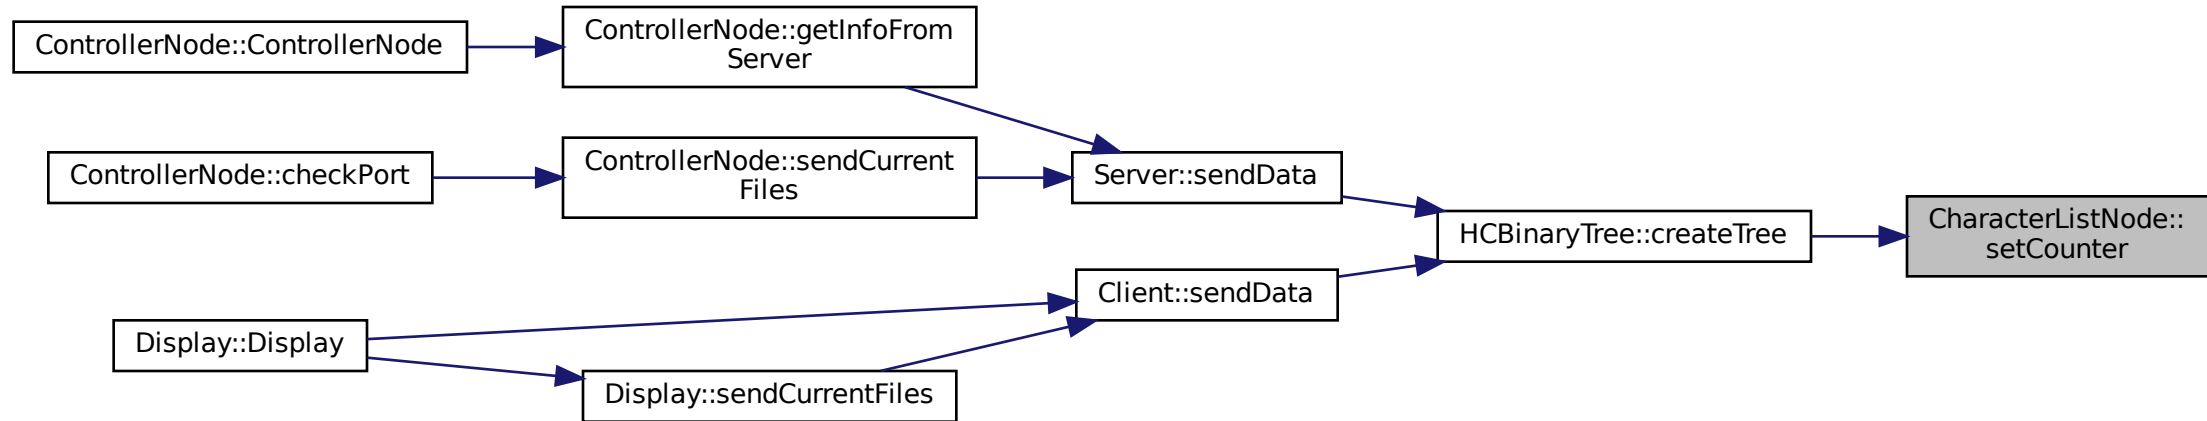 ControllerNode::ControllerNode
ControllerNode::getInfoFrom
Server
ControllerNode::checkPort
ControllerNode::sendCurrent
Files
Server::sendData
HCBinaryTree::createTree
CharacterListNode::
setCounter
Client::sendData
Display::Display
Display::sendCurrentFiles